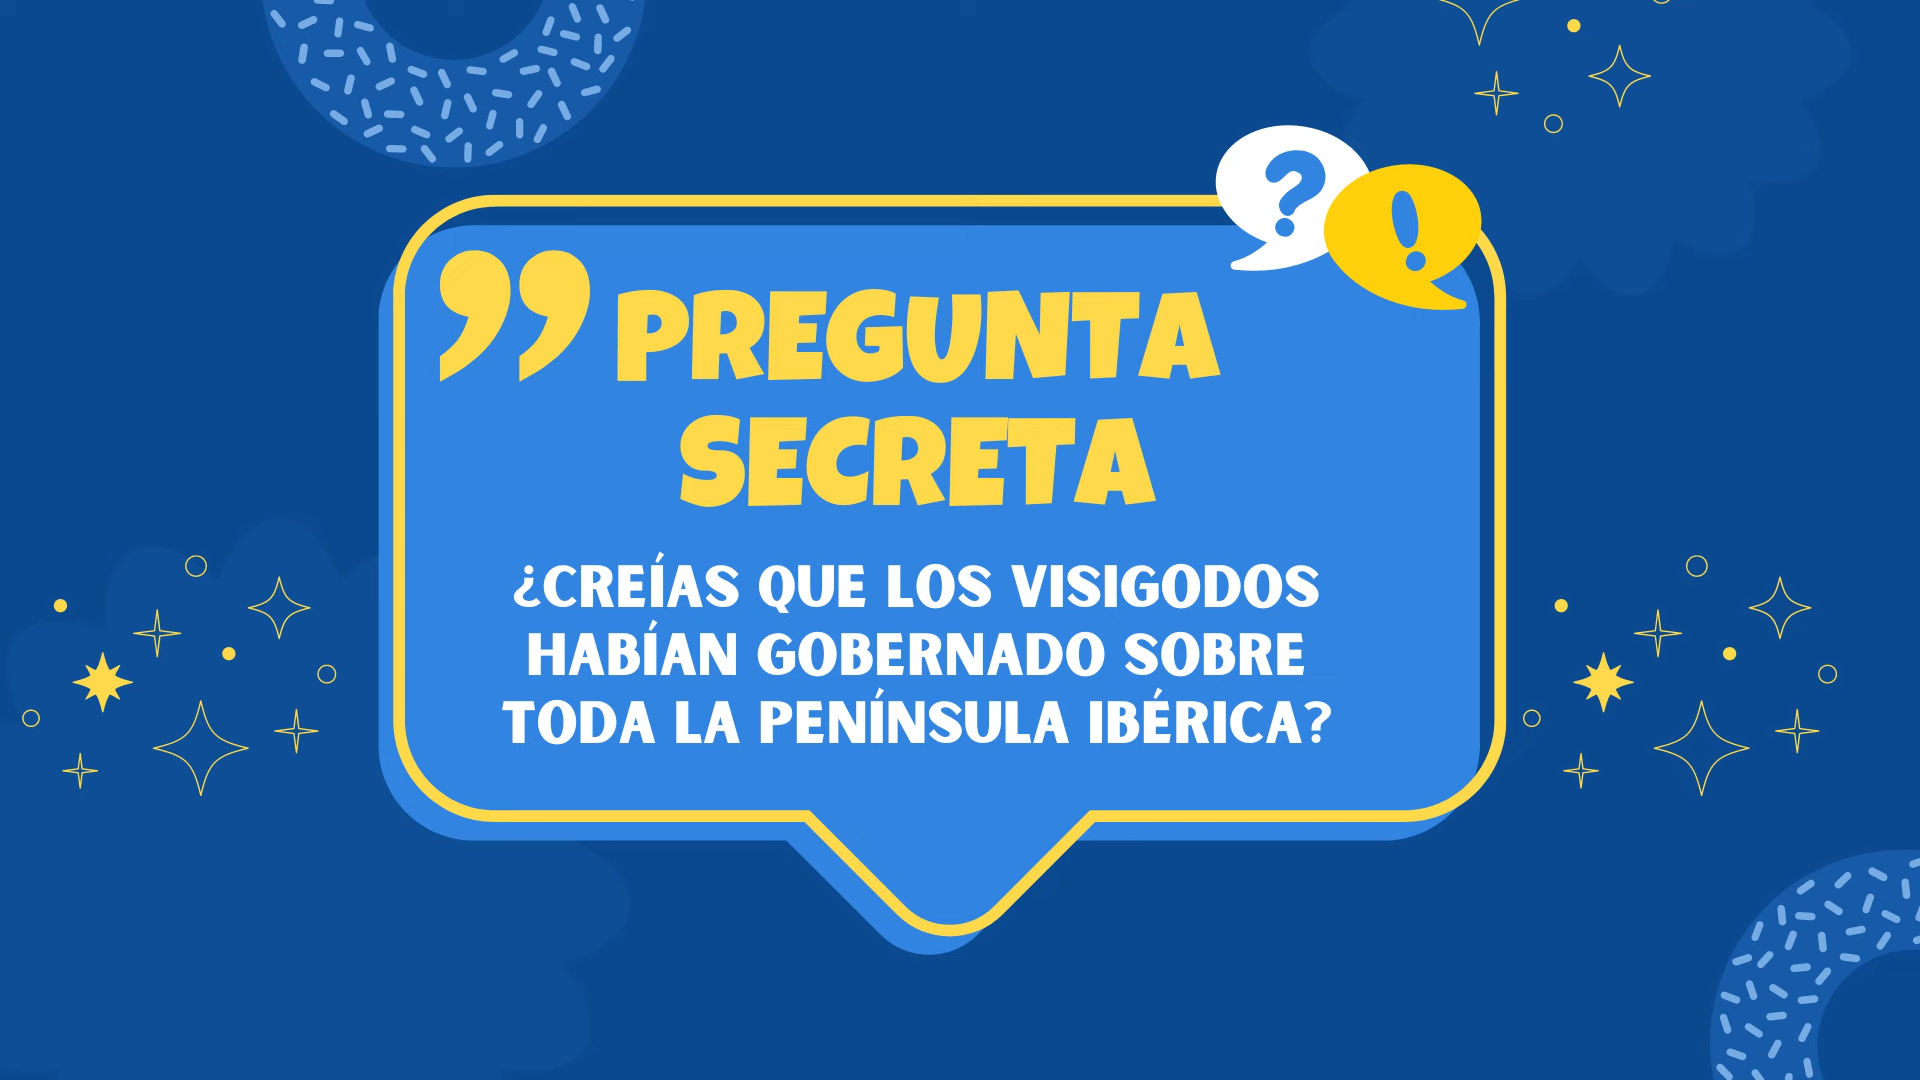 PREGUNTA
SECRETA
¿CREÍAS QUE LOS VISIGODOS
HABÍAN GOBERNADO SOBRE
TODA LA PENÍNSULA IBÉRICA?